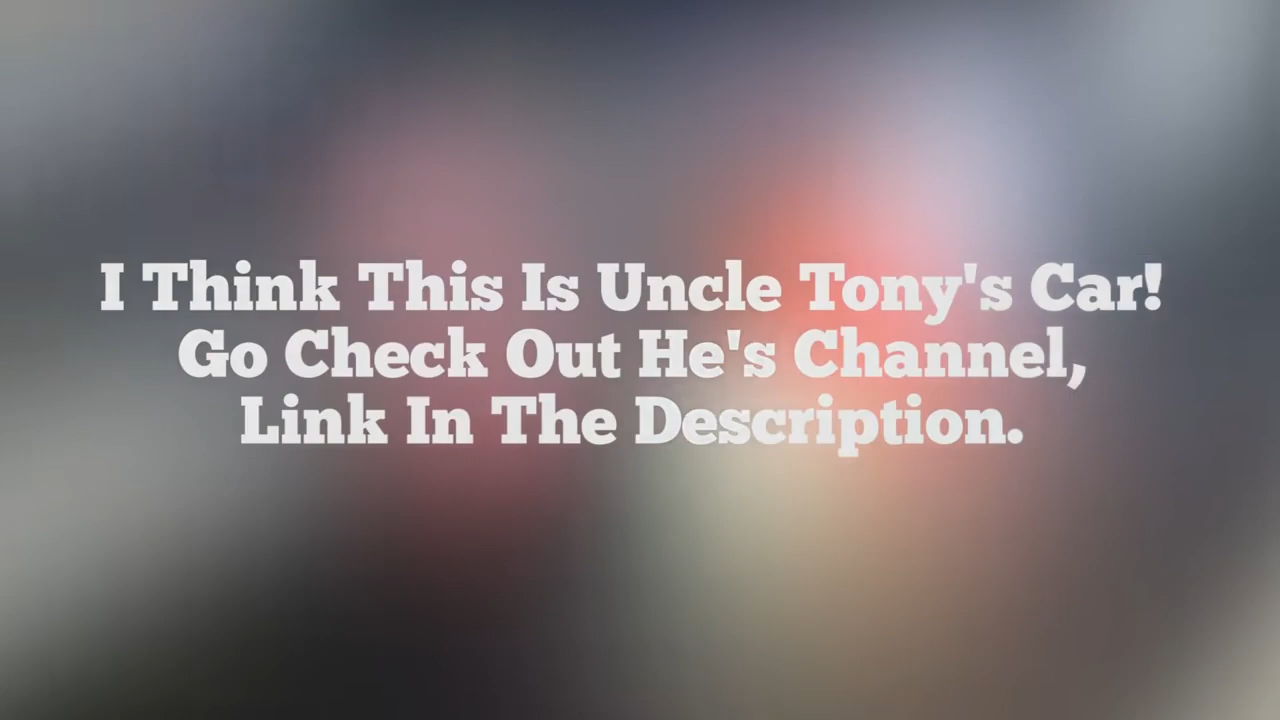 I Think This Is Uncle Tony's Car!
Go Check Out He's Channel,
Link In The Description.